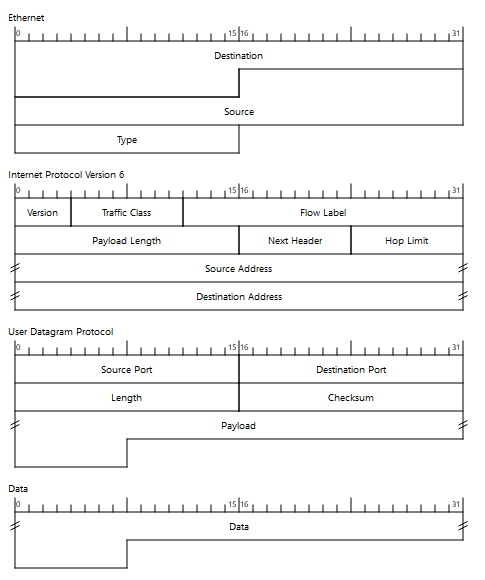 Ethernet
0 15 16 31
Destination
Source
Type
Internet Protocol Version 6
0 15 16 31
Version Traffic Class Flow Label
Payload Length Next Header Hop Limit
Source Address
Destination Address
User Datagram Protocol
0 15 16 31
Source Port Destination Port
Length Checksum
Payload
Data
0 15 16 31
Data